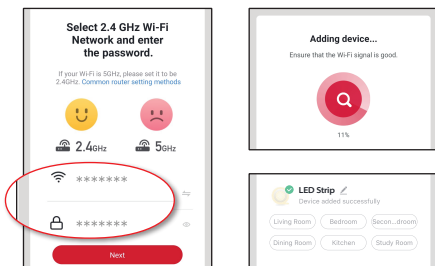 Select 2.4 GHz Wi-Fi
Network and enter
the password.
If your Wi-Fi is 5GHz, please set it to be
2.4GHz. Common router setting methods
2.4GHz
5GHz
*******
*******
Next
Adding device...
Ensure that the Wi-Fi signal is good.
11%
LED Strip
Device added successfully
Living Room
Bedroom
Secon...droom
Dining Room
Kitchen
Study Room